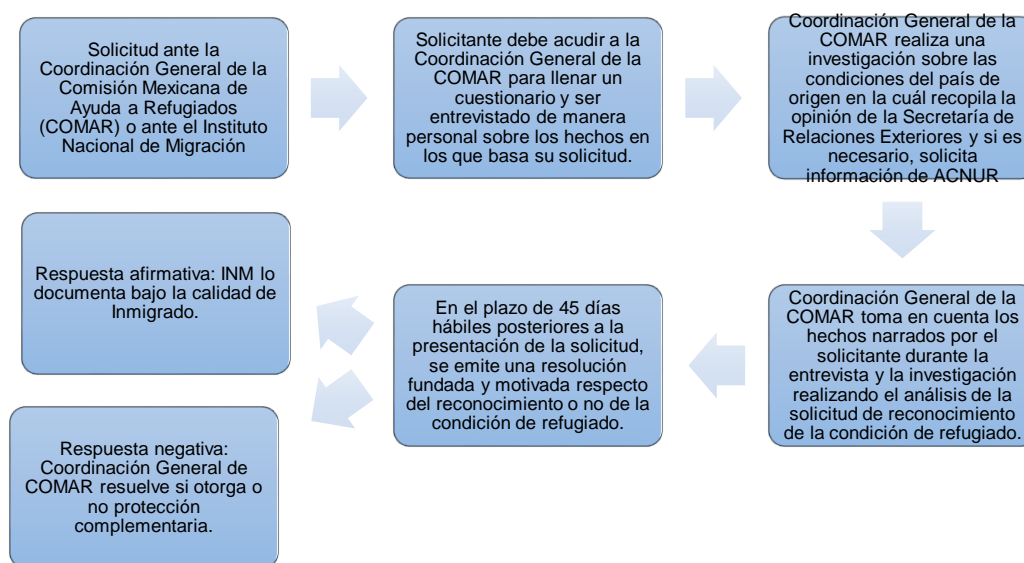 Solicitud ante la
Coordinación General de la
Comisión Mexicana de
Ayuda a Refugiados
(COMAR) o ante el Instituto
Nacional de Migración
Solicitante debe acudir a la
Coordinación General de la
COMAR para llenar un
cuestionario y ser
entrevistado de manera
personal sobre los hechos en
los que basa su solicitud.
Coordinación General de la
COMAR realiza una
investigación sobre las
condiciones del país de
origen en la cuál recopila la
opinión de la Secretaría de
Relaciones Exteriores y si es
necesario, solicita
información de ACNUR
Coordinación General de la
COMAR toma en cuenta los
hechos narrados por el
solicitante durante la
entrevista y la investigación
realizando el análisis de la
solicitud de reconocimiento
de la condición de refugiado.
En el plazo de 45 días
hábiles posteriores a la
presentación de la solicitud,
se emite una resolución
fundada y motivada respecto
del reconocimiento o no de la
condición de refugiado.
Respuesta afirmativa: INM lo
documenta bajo la calidad de
Inmigrado.
Respuesta negativa:
Coordinación General de
COMAR resuelve si otorga o
no protección
complementaria.